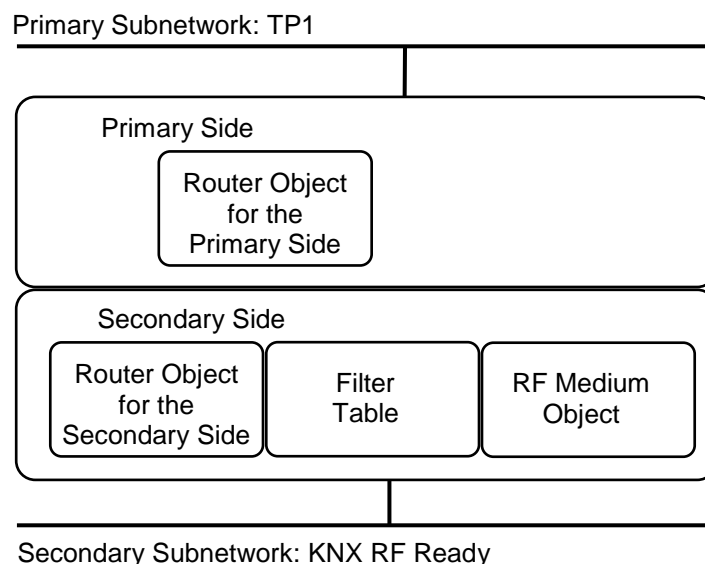 Primary Subnetwork: TP1
Primary Side
Router Object
for the
Primary Side
Secondary Side
Router Object
for the
Secondary Side
Filter
Table
RF Medium
Object
Secondary Subnetwork: KNX RF Ready